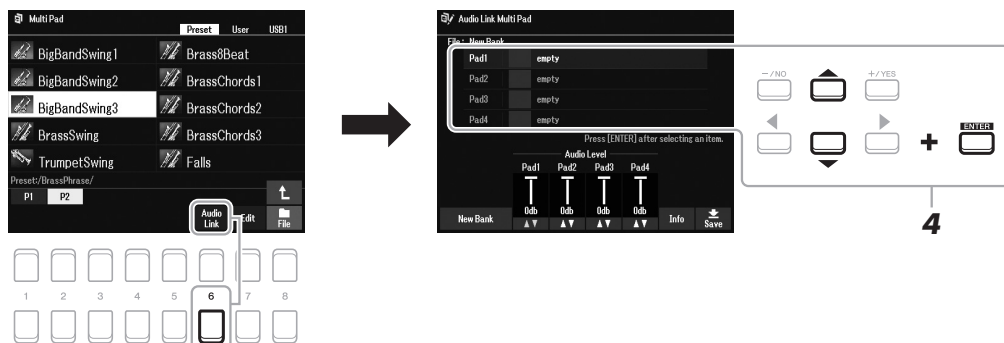 Multi Pad
Preset User USB1
BigBandSwing1 Brass8Beat
BigBandSwing2 BrassChords1
BigBandSwing3 BrassChords2
BrassSwing BrassChords3
TrumpetSwing Falls
Preset:/BrassPhrase/
P1 P2
Audio Link Edit File
1 2 3 4 5 6 7 8
Audio Link Multi Pad
File: New Bank
Pad1 empty
Pad2 empty
Pad3 empty
Pad4 empty
Press [ENTER] after selecting an item.
Audio Level
Pad1 Pad2 Pad3 Pad4
0db 0db 0db 0db
New Bank Info Save
–/NO +/YES
+ ENTER
4